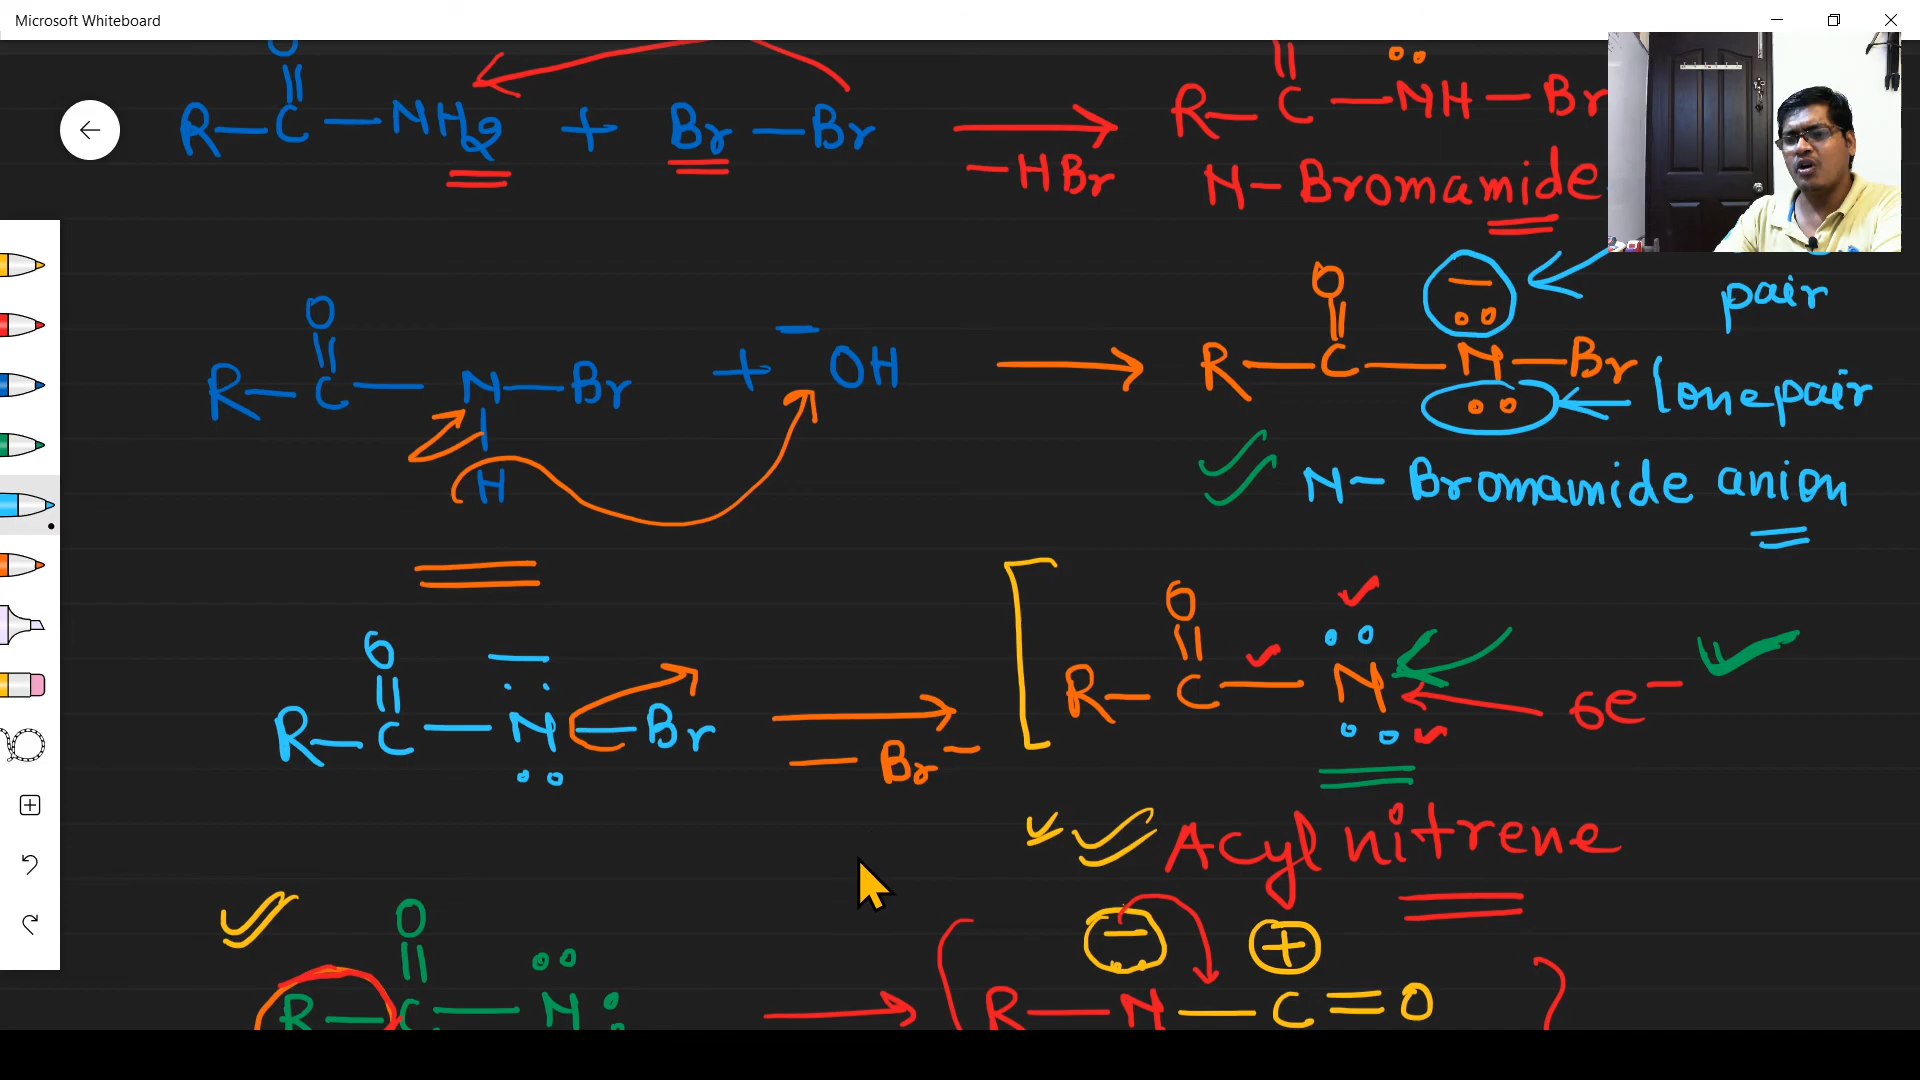 Microsoft Whiteboard
O
R—C—NH2 + Br—Br
—HBr
R—C—NH—Br
N—Bromamide
O
R—C—N—Br + OH
H
O
R—C—N—Br
pair
lonepair
N—Bromamide anion
O
R—C—N—Br
—Br–
O
R—C—N
6e–
Acyl nitrene
O
R—C—N:
– +
R—N—C=O